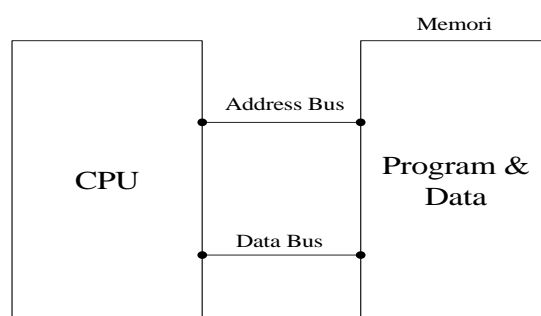 Memori
Address Bus
CPU
Program &
Data
Data Bus